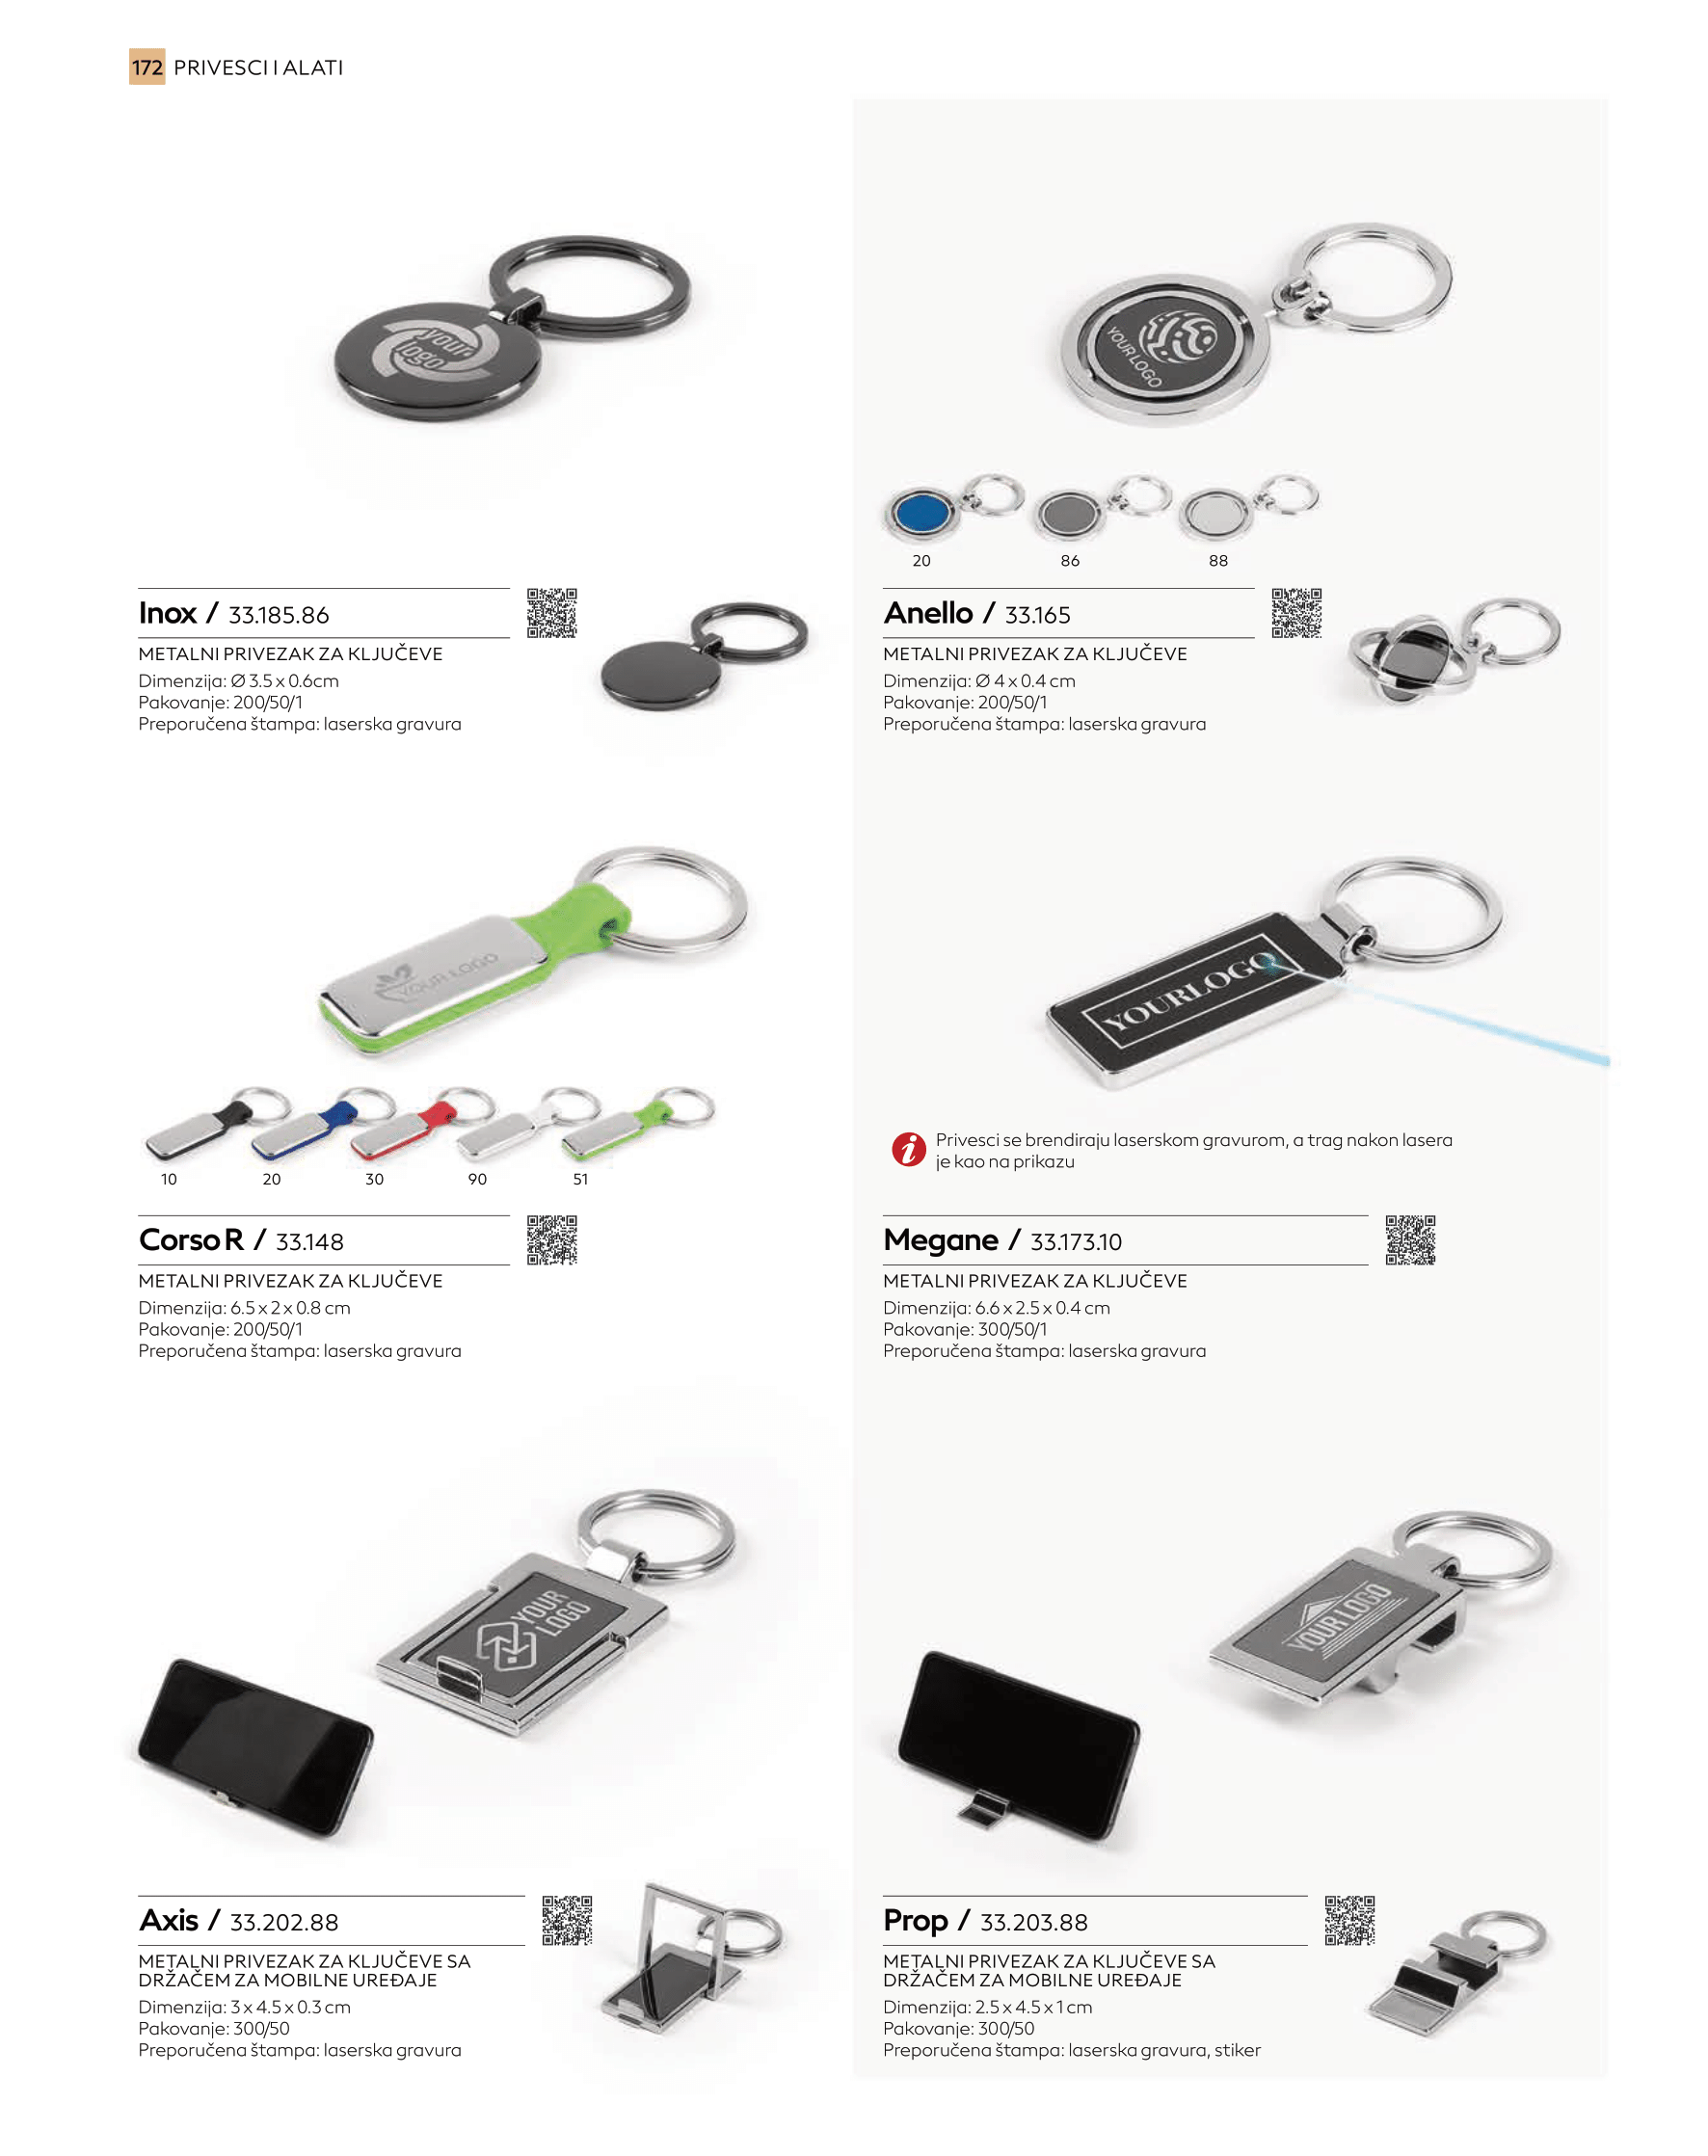 172 PRIVESCI I ALATI
your
logo
YOUR LOGO
20 86 88
Inox / 33.185.86
METALNI PRIVEZAK ZA KLJUČEVE
Dimenzija: Ø 3.5 x 0.6cm
Pakovanje: 200/50/1
Preporučena štampa: laserska gravura
Anello / 33.165
METALNI PRIVEZAK ZA KLJUČEVE
Dimenzija: Ø 4 x 0.4 cm
Pakovanje: 200/50/1
Preporučena štampa: laserska gravura
YOUR LOGO
10 20 30 90 51
Corso R / 33.148
METALNI PRIVEZAK ZA KLJUČEVE
Dimenzija: 6.5 x 2 x 0.8 cm
Pakovanje: 200/50/1
Preporučena štampa: laserska gravura
YOURLOGO
i Privesci se brendiraju laserskom gravurom, a trag nakon lasera
je kao na prikazu
Megane / 33.173.10
METALNI PRIVEZAK ZA KLJUČEVE
Dimenzija: 6.6 x 2.5 x 0.4 cm
Pakovanje: 300/50/1
Preporučena štampa: laserska gravura
YOUR
LOGO
Axis / 33.202.88
METALNI PRIVEZAK ZA KLJUČEVE SA
DRŽAČEM ZA MOBILNE UREĐAJE
Dimenzija: 3 x 4.5 x 0.3 cm
Pakovanje: 300/50
Preporučena štampa: laserska gravura
YOUR LOGO
Prop / 33.203.88
METALNI PRIVEZAK ZA KLJUČEVE SA
DRŽAČEM ZA MOBILNE UREĐAJE
Dimenzija: 2.5 x 4.5 x 1 cm
Pakovanje: 300/50
Preporučena štampa: laserska gravura, stiker